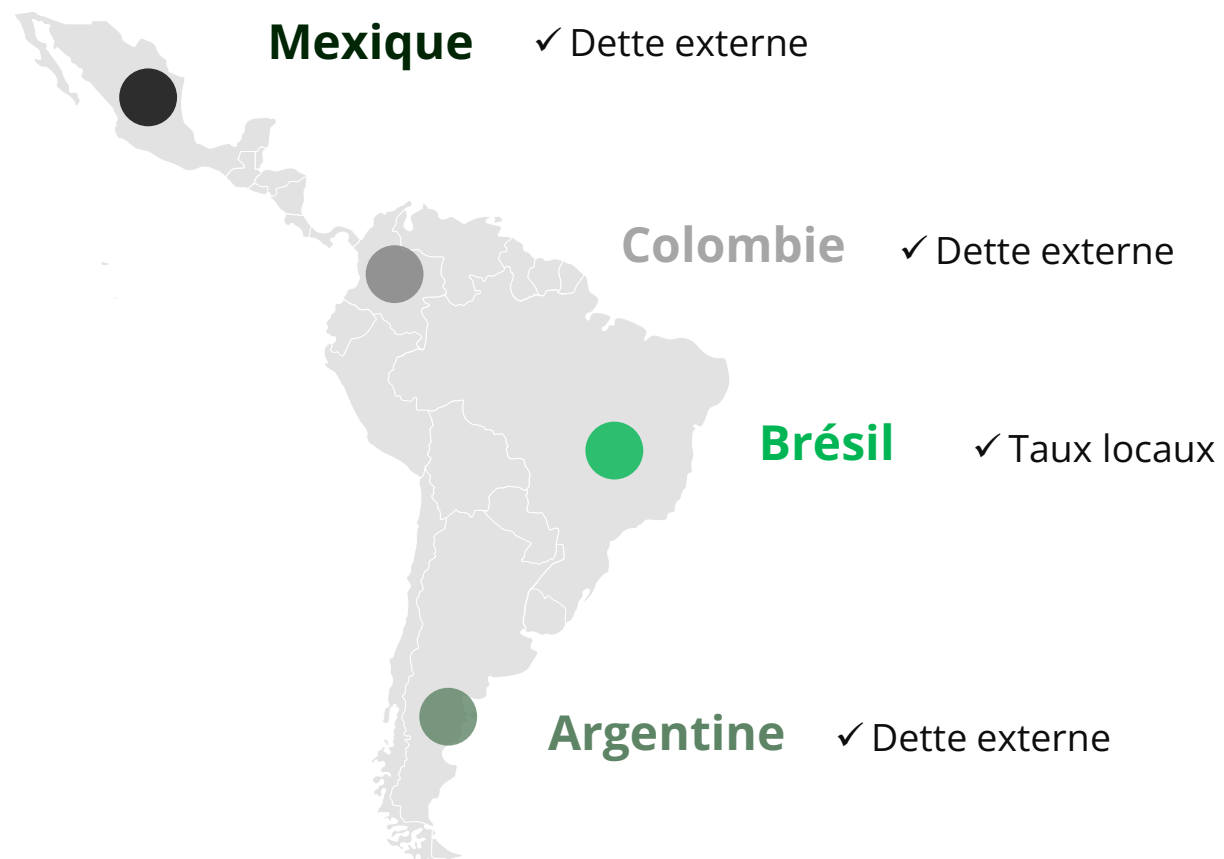 Mexique ✓ Dette externe
Colombie ✓ Dette externe
Brésil ✓ Taux locaux
Argentine ✓ Dette externe